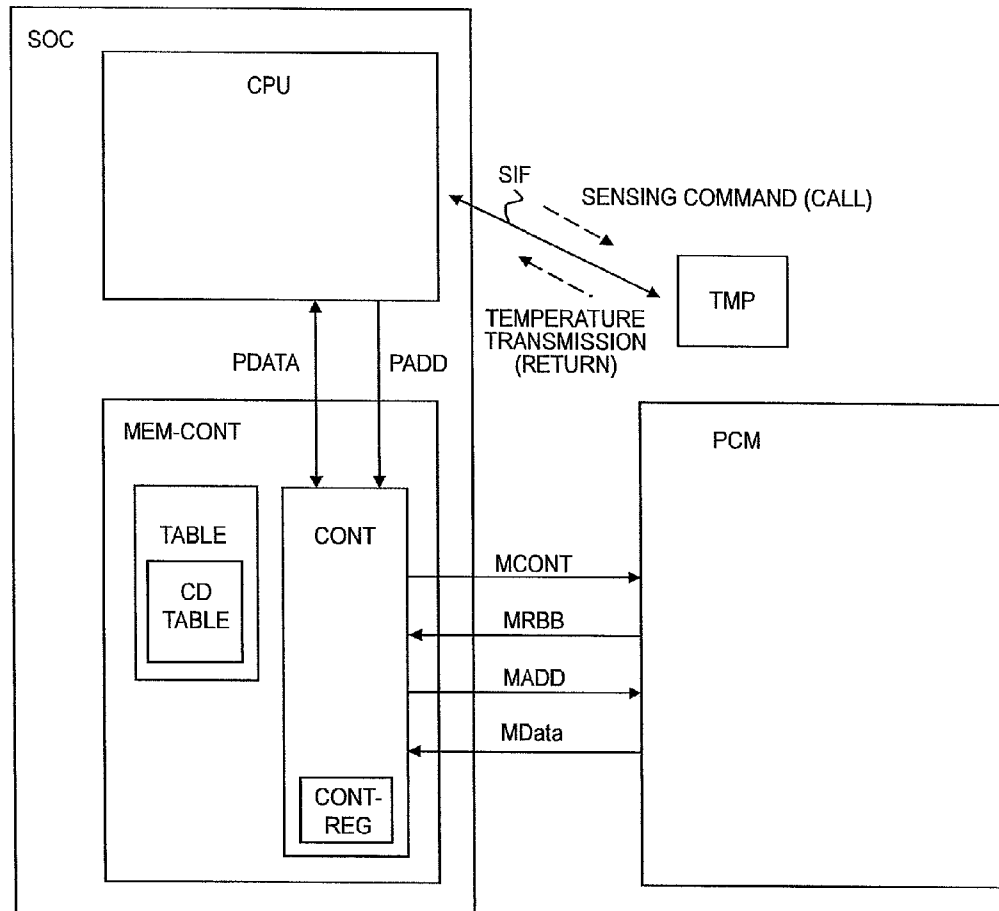 SOC
CPU
SIF
SENSING COMMAND (CALL)
TMP
TEMPERATURE
TRANSMISSION
(RETURN)
PDATA
PADD
MEM-CONT
PCM
TABLE
CD
TABLE
CONT
MCONT
MRBB
MADD
MData
CONT-
REG